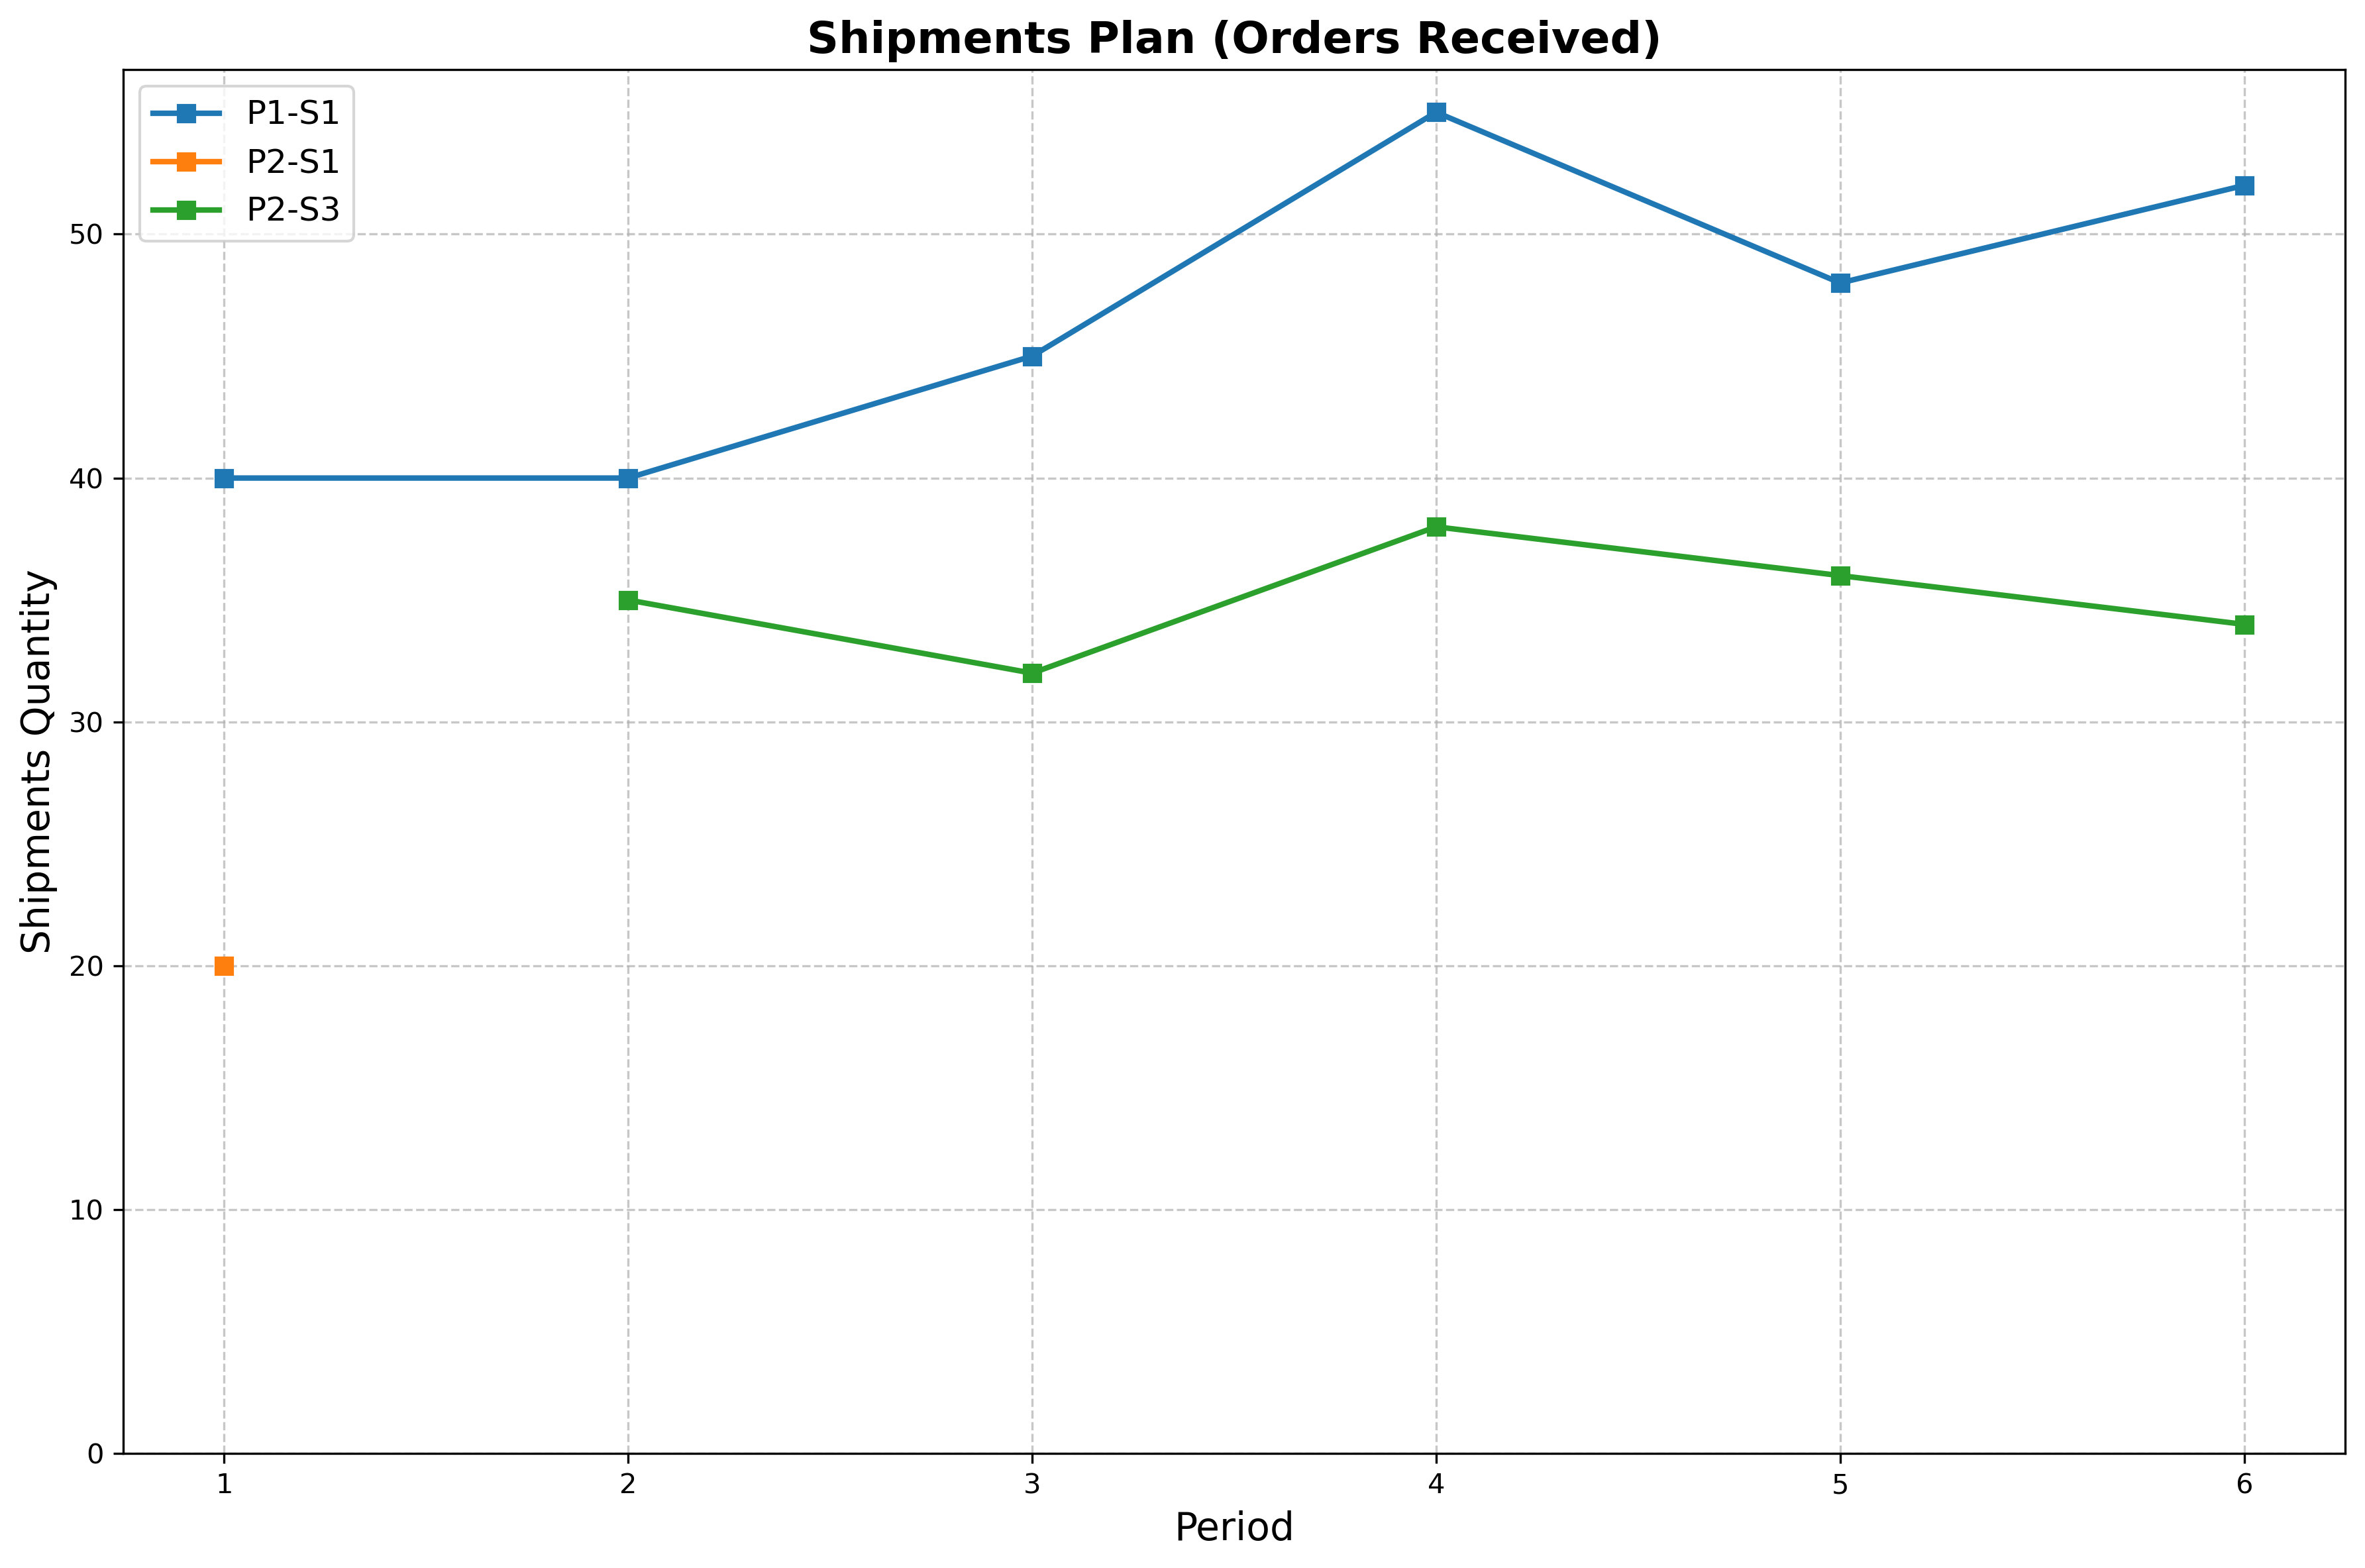 Shipments Plan (Orders Received)
P1-S1
P2-S1
P2-S3
Shipments Quantity
50
40
30
20
10
0
1 2 3 4 5 6
Period